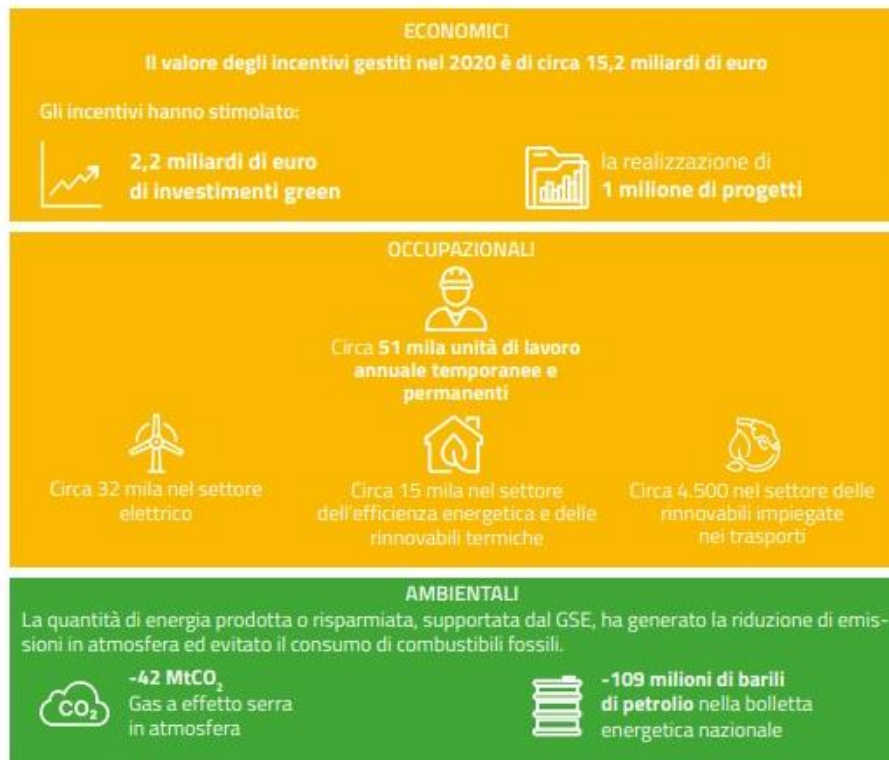 ECONOMICI
Il valore degli incentivi gestiti nel 2020 è di circa 15,2 miliardi di euro
Gli incentivi hanno stimolato:
2,2 miliardi di euro
di investimenti green
la realizzazione di
1 milione di progetti
OCCUPAZIONALI
Circa 51 mila unità di lavoro
annuale temporanee e
permanenti
Circa 32 mila nel settore
elettrico
Circa 15 mila nel settore
dell'efficienza energetica e delle
rinnovabili termiche
Circa 4.500 nel settore delle
rinnovabili impiegate
nei trasporti
AMBIENTALI
La quantità di energia prodotta o risparmiata, supportata dal GSE, ha generato la riduzione di emis-
sioni in atmosfera ed evitato il consumo di combustibili fossili.
CO₂
-42 MtCO₂
Gas a effetto serra
in atmosfera
-109 milioni di barili
di petrolio nella bolletta
energetica nazionale